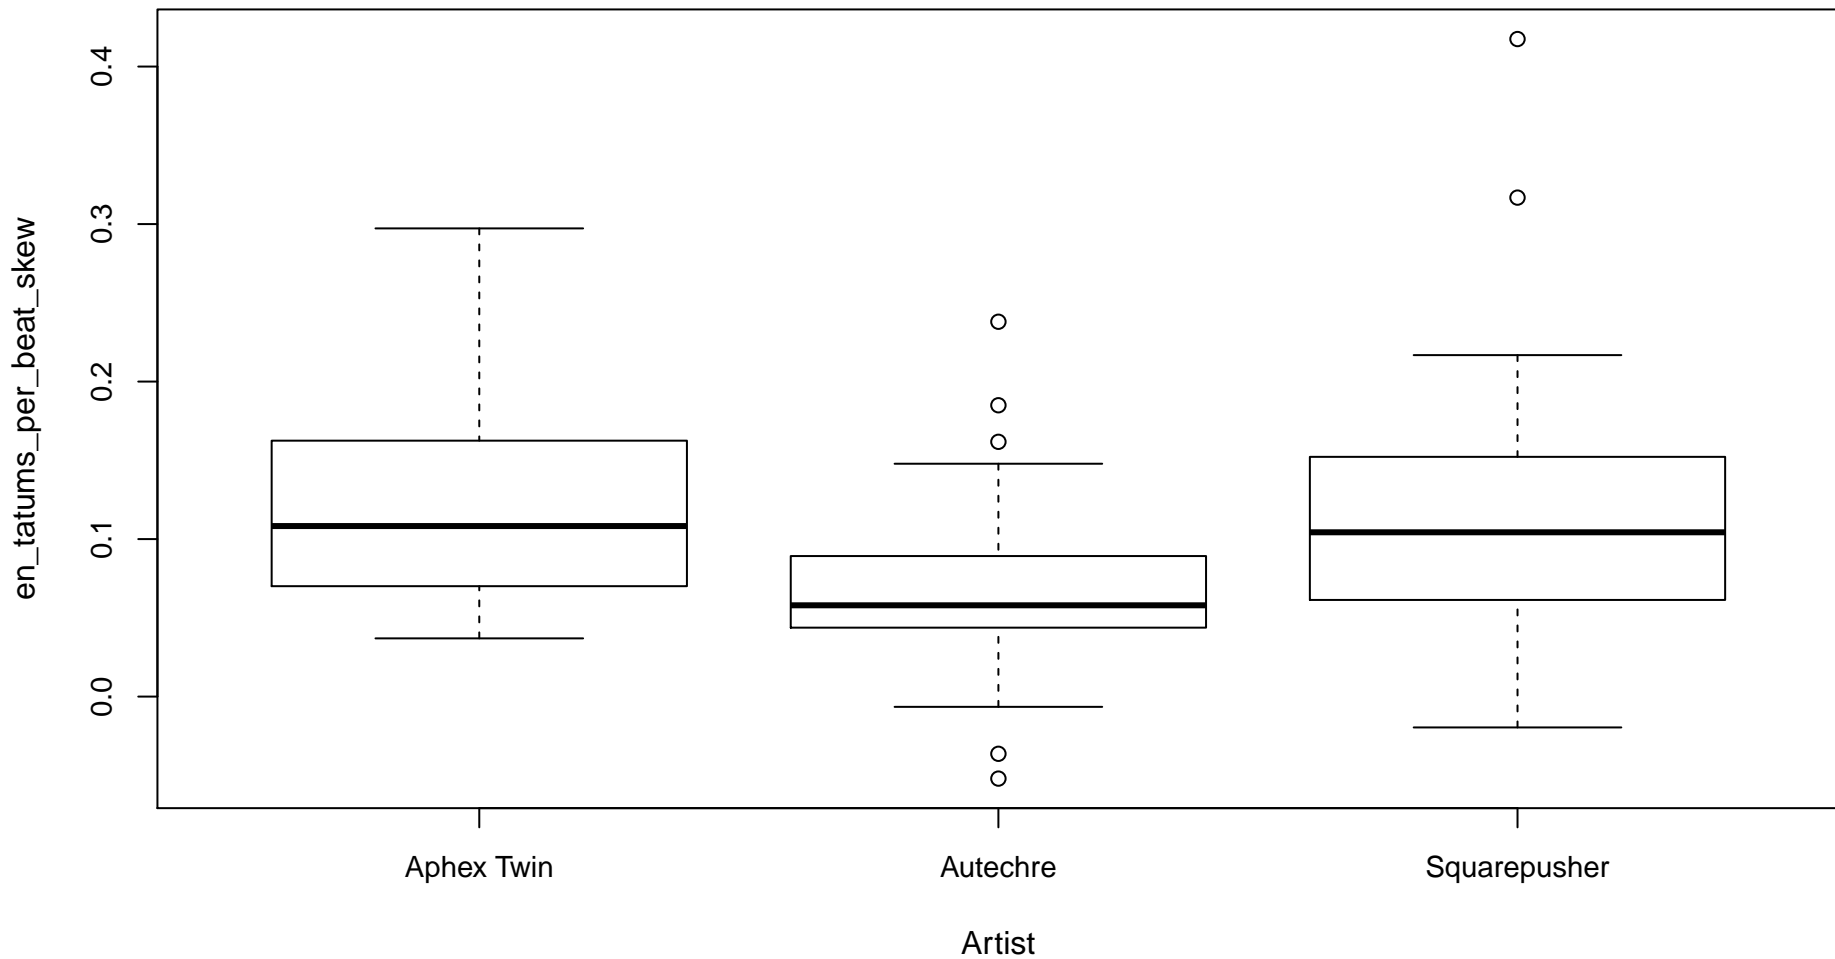 en_tatums_per_beat_skew
0.4
0.3
0.2
0.1
0.0
Aphex Twin
Autechre
Squarepusher
Artist